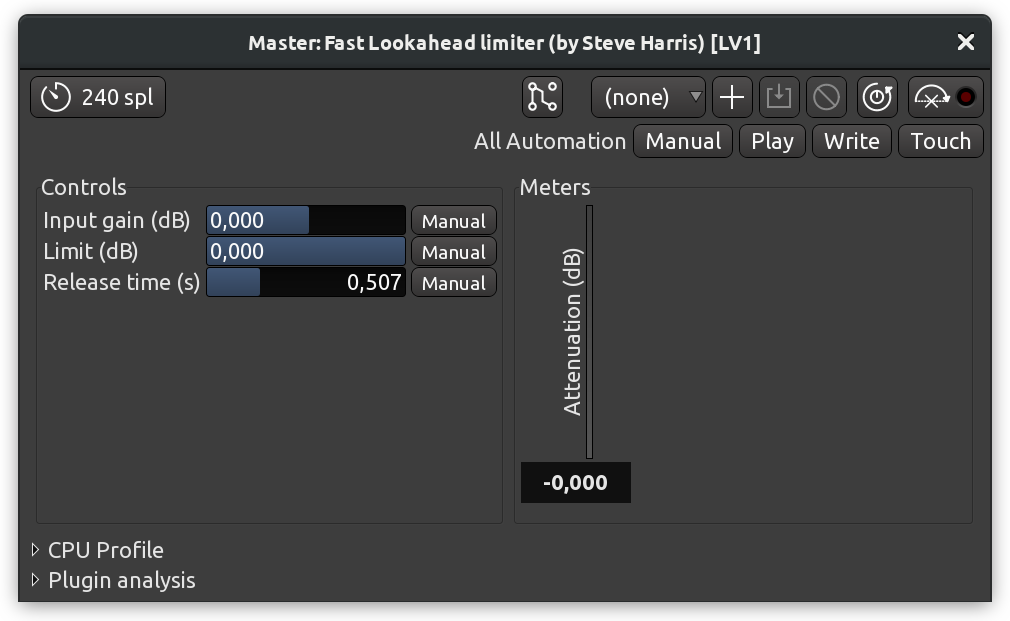 Master: Fast Lookahead limiter (by Steve Harris) [LV1]
240 spl
(none)
All Automation Manual Play Write Touch
Controls
Input gain (dB) 0,000 Manual
Limit (dB) 0,000 Manual
Release time (s) 0,507 Manual
Meters
Attenuation (dB)
-0,000
CPU Profile
Plugin analysis